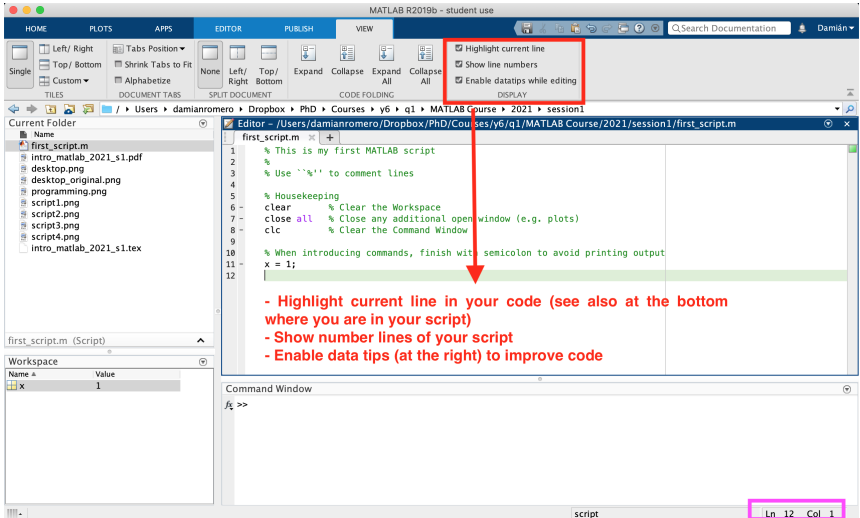 MATLAB R2019b - student use
HOME PLOTS APPS EDITOR PUBLISH VIEW Search Documentation Damián
Single
Left/ Right
Top/ Bottom
Custom
TILES
Tabs Position
Shrink Tabs to Fit
Alphabetize
DOCUMENT TABS
None Left/ Right Top/ Bottom
SPLIT DOCUMENT
Expand Collapse Expand All Collapse All
CODE FOLDING
Highlight current line
Show line numbers
Enable datatips while editing
DISPLAY
/ Users damianromero Dropbox PhD Courses y6 q1 MATLAB Course 2021 session1
Current Folder
Name
first_script.m
intro_matlab_2021_s1.pdf
desktop.png
desktop_original.png
programming.png
script1.png
script2.png
script3.png
script4.png
intro_matlab_2021_s1.tex
first_script.m (Script)
Workspace
Name Value
x 1
Editor - /Users/damianromero/Dropbox/PhD/Courses/y6/q1/MATLAB Course/2021/session1/first_script.m
first_script.m
1 % This is my first MATLAB script
2 %
3 % Use ``%'' to comment lines
4
5 % Housekeeping
6 - clear % Clear the Workspace
7 - close all % Close any additional open window (e.g. plots)
8 - clc % Clear the Command Window
9
10 % When introducing commands, finish with semicolon to avoid printing output
11 - x = 1;
12
- Highlight current line in your code (see also at the bottom
where you are in your script)
- Show number lines of your script
- Enable data tips (at the right) to improve code
Command Window
fx >>
script Ln 12 Col 1